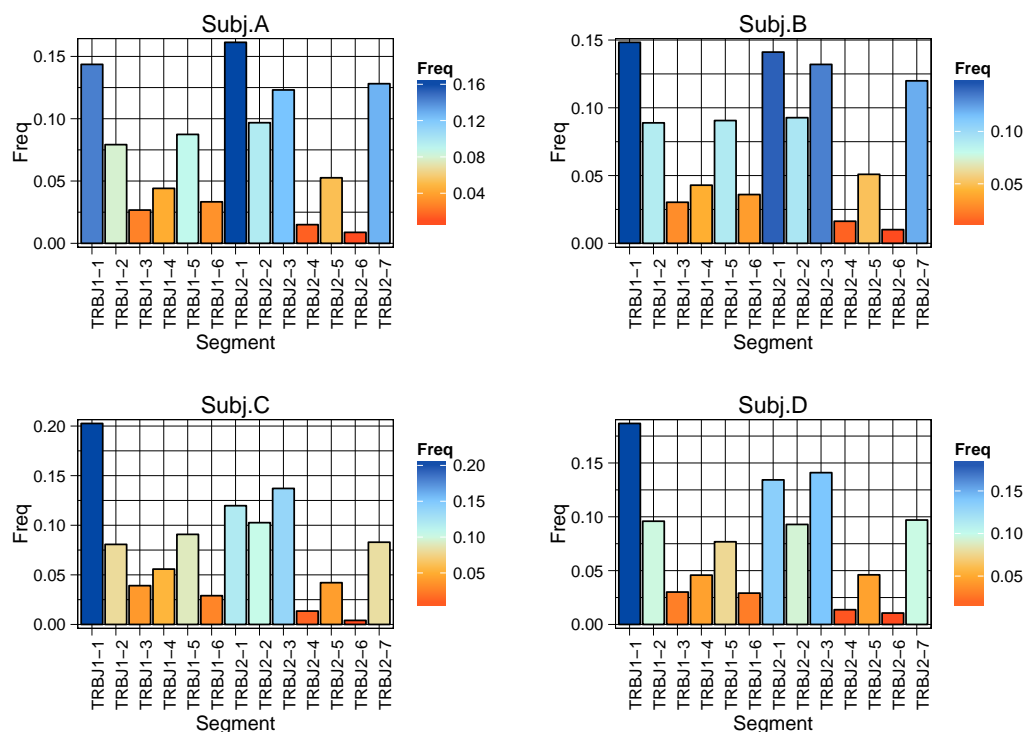 Subj.A
Freq
0.15
0.10
0.05
0.00
TRBJ1−1
TRBJ1−2
TRBJ1−3
TRBJ1−4
TRBJ1−5
TRBJ1−6
TRBJ2−1
TRBJ2−2
TRBJ2−3
TRBJ2−4
TRBJ2−5
TRBJ2−6
TRBJ2−7
Segment
Freq
0.16
0.12
0.08
0.04
Subj.B
Freq
0.15
0.10
0.05
0.00
TRBJ1−1
TRBJ1−2
TRBJ1−3
TRBJ1−4
TRBJ1−5
TRBJ1−6
TRBJ2−1
TRBJ2−2
TRBJ2−3
TRBJ2−4
TRBJ2−5
TRBJ2−6
TRBJ2−7
Segment
Freq
0.10
0.05
Subj.C
Freq
0.20
0.15
0.10
0.05
0.00
TRBJ1−1
TRBJ1−2
TRBJ1−3
TRBJ1−4
TRBJ1−5
TRBJ1−6
TRBJ2−1
TRBJ2−2
TRBJ2−3
TRBJ2−4
TRBJ2−5
TRBJ2−6
TRBJ2−7
Segment
Freq
0.20
0.15
0.10
0.05
Subj.D
Freq
0.15
0.10
0.05
0.00
TRBJ1−1
TRBJ1−2
TRBJ1−3
TRBJ1−4
TRBJ1−5
TRBJ1−6
TRBJ2−1
TRBJ2−2
TRBJ2−3
TRBJ2−4
TRBJ2−5
TRBJ2−6
TRBJ2−7
Segment
Freq
0.15
0.10
0.05